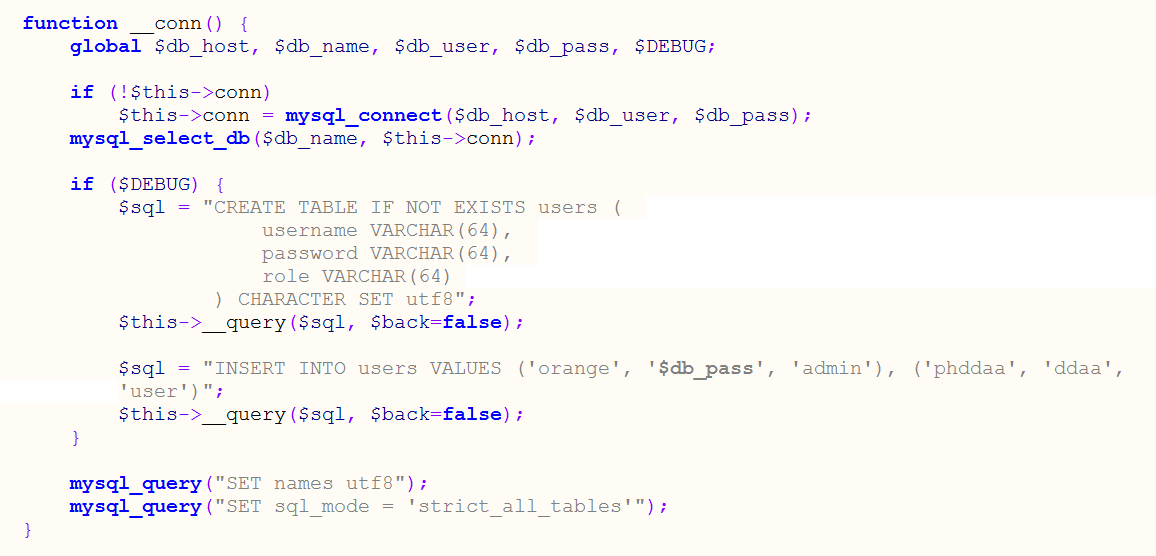 function __conn() {
global $db_host, $db_name, $db_user, $db_pass, $DEBUG;
if (!$this->conn)
$this->conn = mysql_connect($db_host, $db_user, $db_pass);
mysql_select_db($db_name, $this->conn);
if ($DEBUG) {
$sql = "CREATE TABLE IF NOT EXISTS users (
username VARCHAR(64),
password VARCHAR(64),
role VARCHAR(64)
) CHARACTER SET utf8";
$this->__query($sql, $back=false);
$sql = "INSERT INTO users VALUES ('orange', '$db_pass', 'admin'), ('phddaa', 'ddaa',
'user')";
$this->__query($sql, $back=false);
}
mysql_query("SET names utf8");
mysql_query("SET sql_mode = 'strict_all_tables'");
}